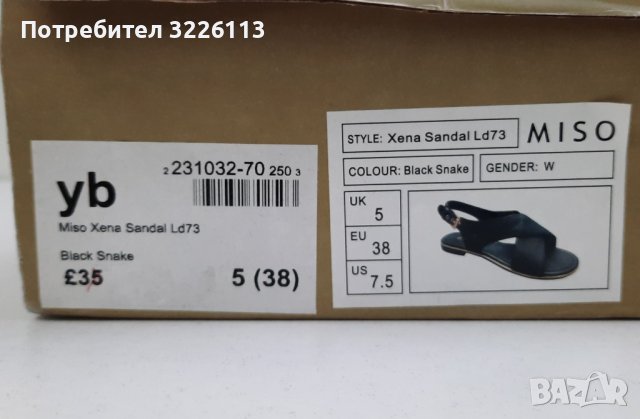 Потребител 3226113
2 231032-70 250 3
yb
Miso Xena Sandal Ld73
Black Snake
£35
5 (38)
STYLE: Xena Sandal Ld73
MISO
COLOUR: Black Snake
GENDER: W
UK
5
EU
38
US
7.5
BAZAR